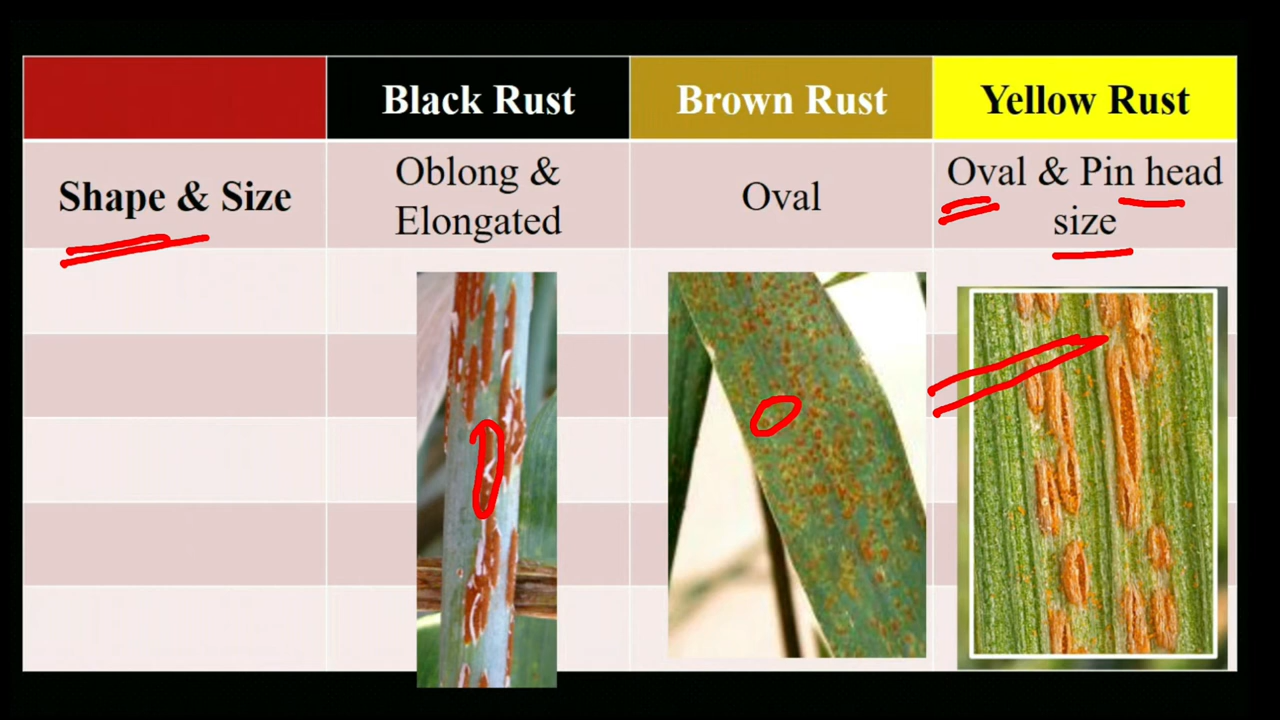 Black Rust
Brown Rust
Yellow Rust
Shape & Size
Oblong &
Elongated
Oval
Oval & Pin head
size